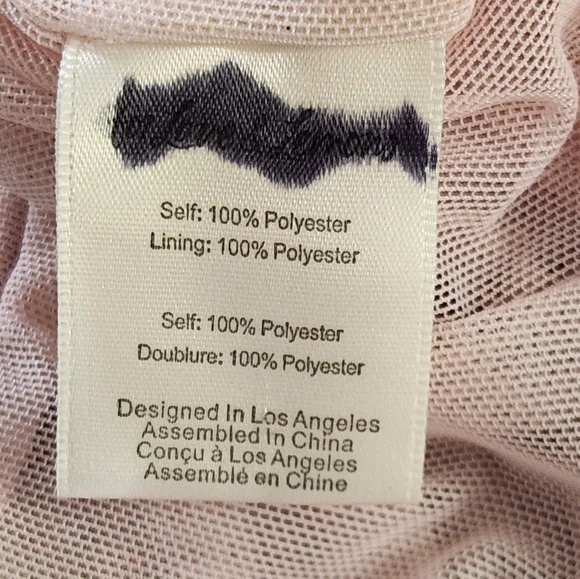 Self: 100% Polyester
Lining: 100% Polyester
Self: 100% Polyester
Doublure: 100% Polyester
Designed In Los Angeles
Assembled In China
Conçu à Los Angeles
Assemblé en Chine